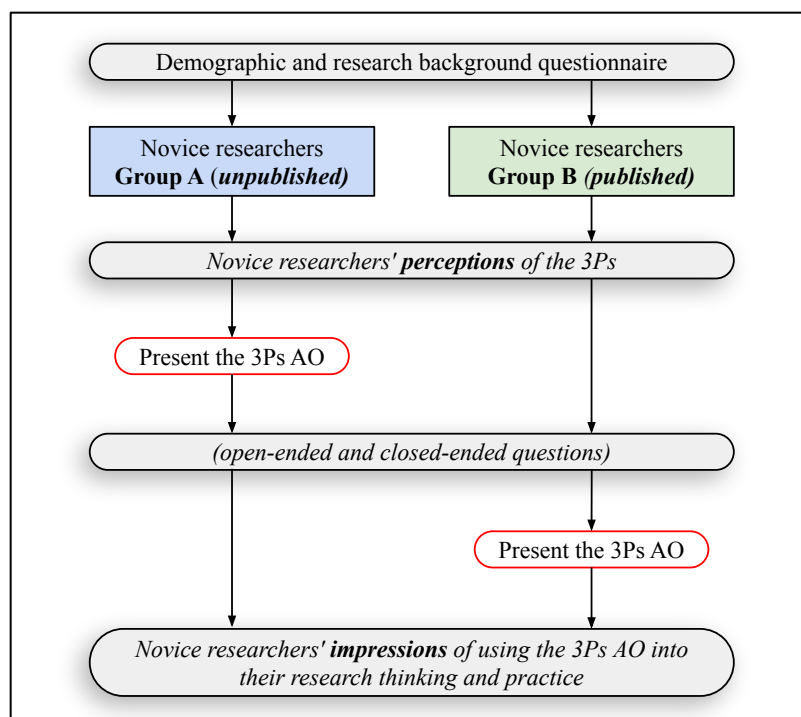 Demographic and research background questionnaire
Novice researchers
Group A (unpublished)
Novice researchers
Group B (published)
Novice researchers' perceptions of the 3Ps
Present the 3Ps AO
(open-ended and closed-ended questions)
Present the 3Ps AO
Novice researchers' impressions of using the 3Ps AO into
their research thinking and practice